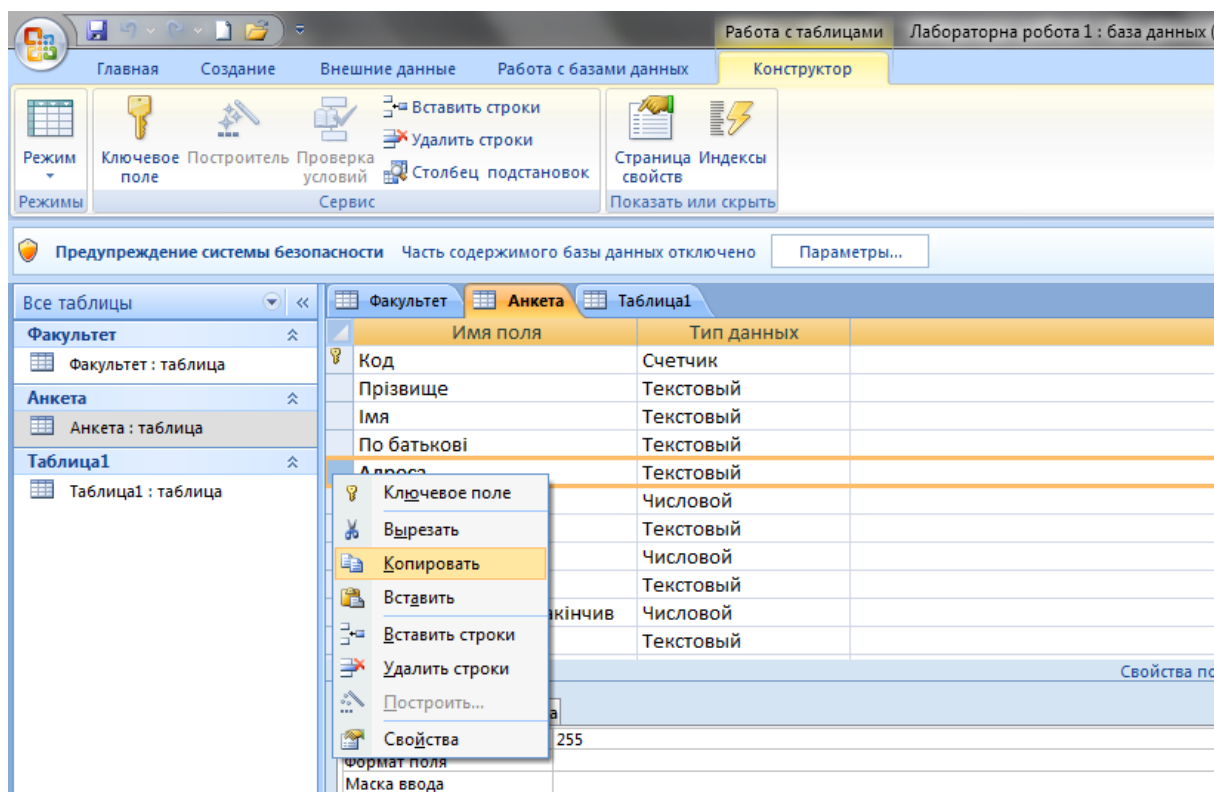 Работа с таблицами
Лабораторна робота 1 : база данных (
Главная
Создание
Внешние данные
Работа с базами данных
Конструктор
Режим
Ключевое поле
Построитель
Проверка условий
Вставить строки
Удалить строки
Столбец подстановок
Страница свойств
Индексы
Режимы
Сервис
Показать или скрыть
Предупреждение системы безопасности
Часть содержимого базы данных отключено
Параметры...
Все таблицы
Факультет
Факультет : таблица
Анкета
Анкета : таблица
Таблица1
Таблица1 : таблица
Факультет
Анкета
Таблица1
Имя поля
Тип данных
Код
Счетчик
Прізвище
Текстовый
Імя
Текстовый
По батькові
Текстовый
Адреса
Текстовый
Числовой
Текстовый
Числовой
Текстовый
акінчив
Числовой
Текстовый
Ключевое поле
Вырезать
Копировать
Вставить
Вставить строки
Удалить строки
Построить...
Свойства
Свойства по
а
255
Формат поля
Маска ввода